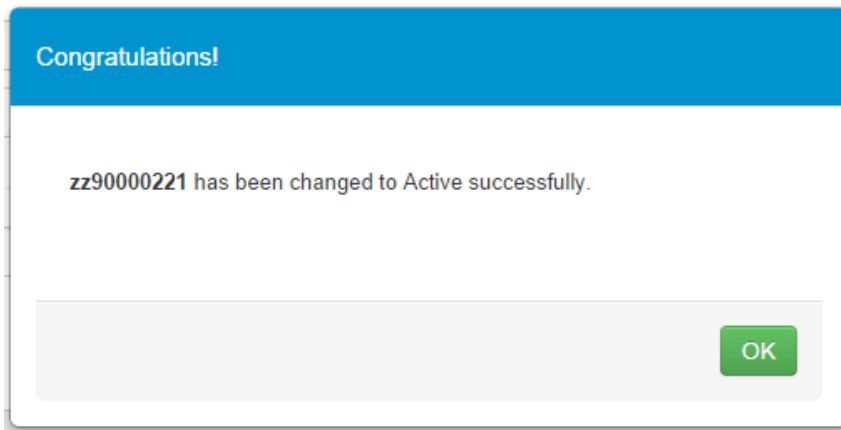 Congratulations!
zz90000221 has been changed to Active successfully.
OK